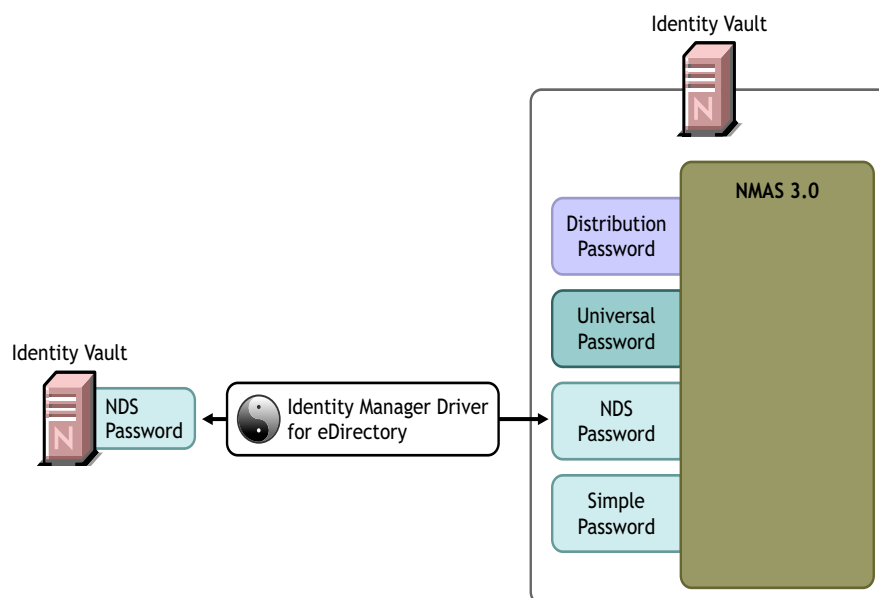 Identity Vault
N
NMAS 3.0
Distribution
Password
Universal
Password
Identity Vault
N
NDS
Password
Identity Manager Driver
for eDirectory
NDS
Password
Simple
Password